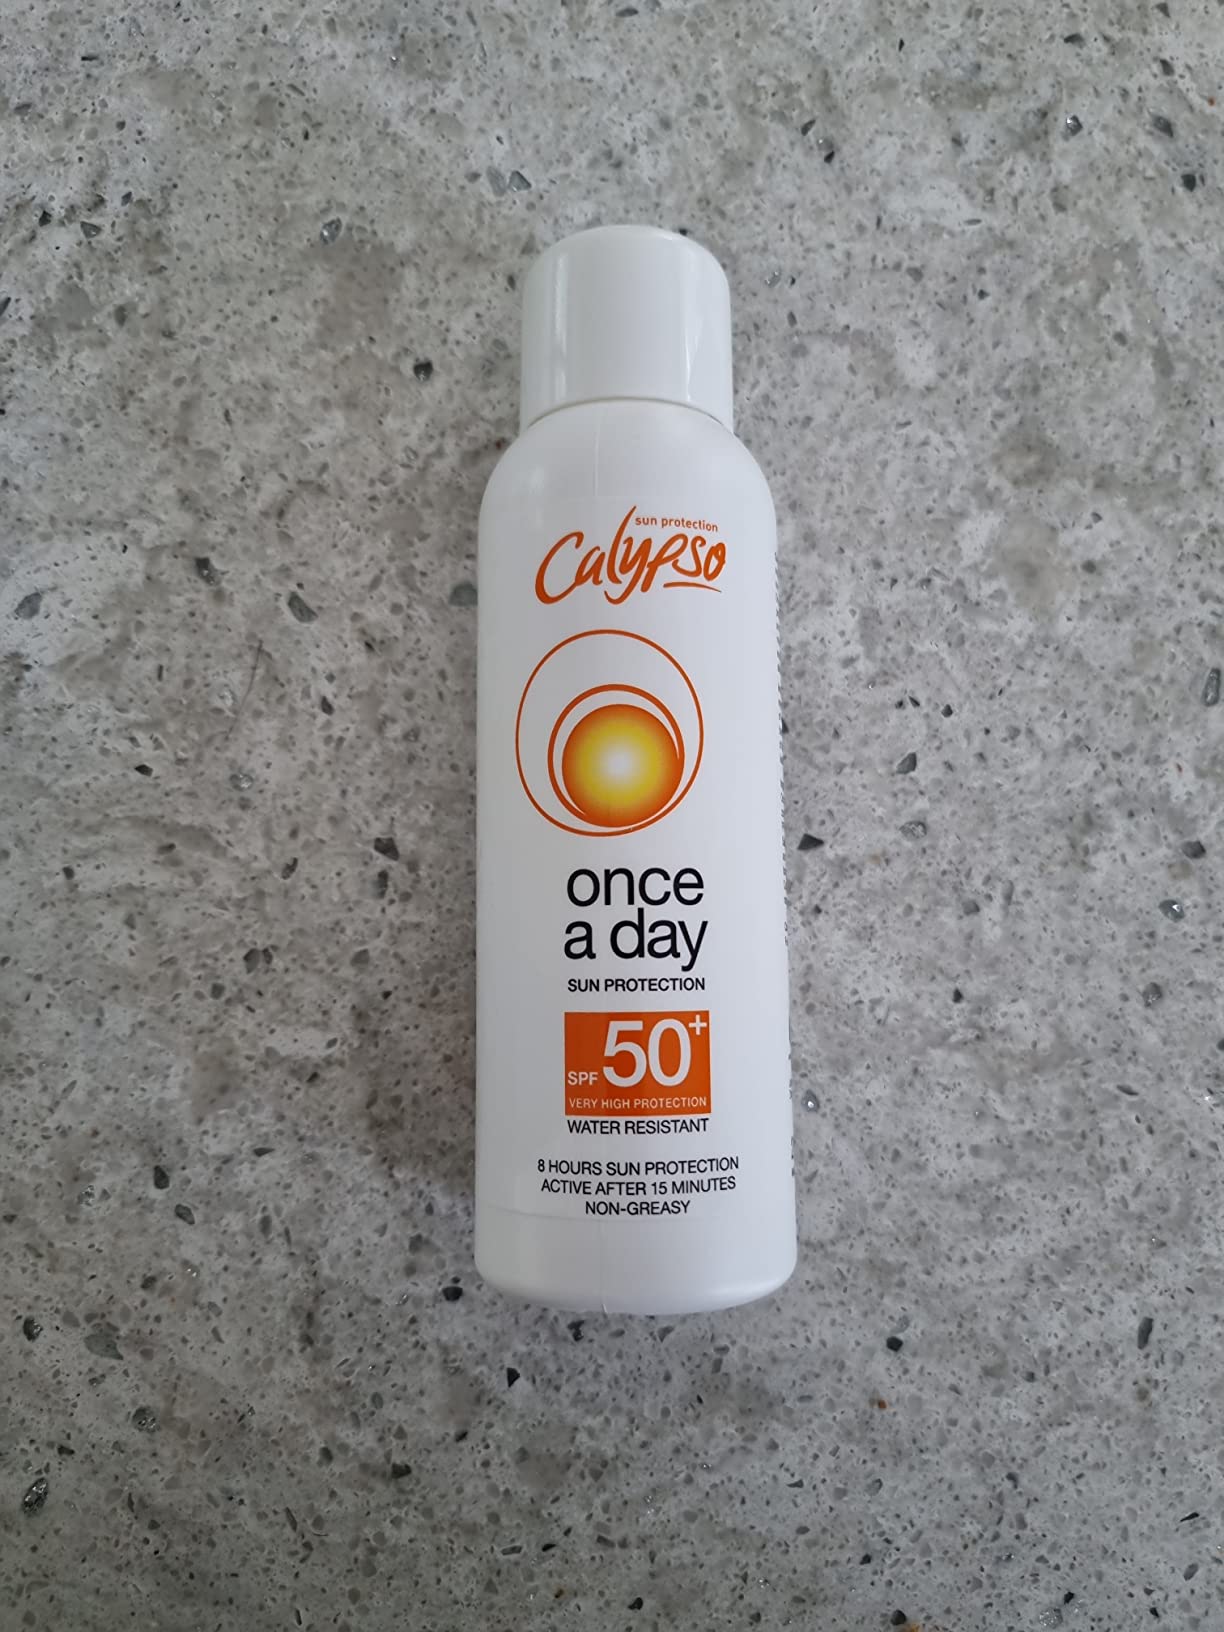 sun protection
Calypso
once
a day
SUN PROTECTION
SPF 50+
VERY HIGH PROTECTION
WATER RESISTANT
8 HOURS SUN PROTECTION
ACTIVE AFTER 15 MINUTES
NON-GREASY